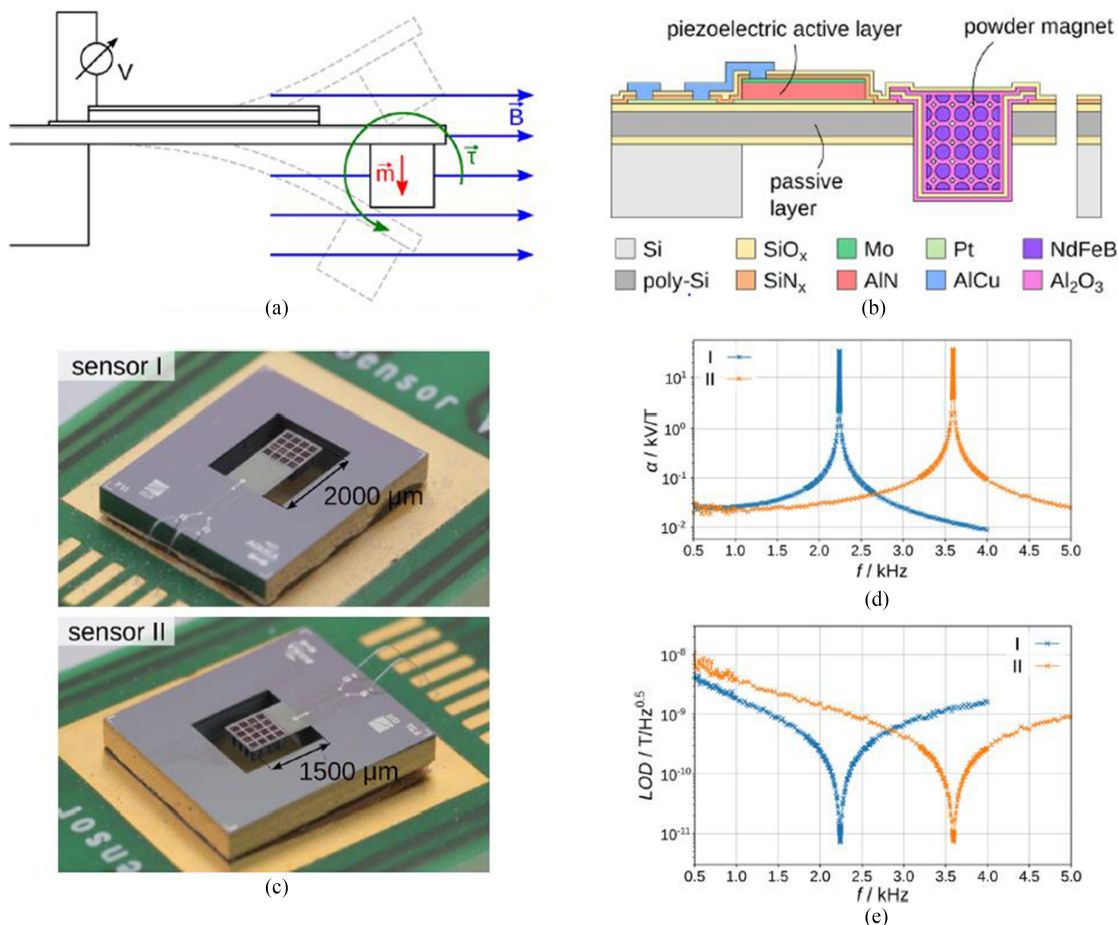 V
B
m
τ
(a)
piezoelectric active layer
powder magnet
passive
layer
Si
SiOₓ
Mo
Pt
NdFeB
poly-Si
SiNₓ
AlN
AlCu
Al₂O₃
(b)
sensor I
sensor
2000 μm
sensor II
1500 μm
(c)
I
II
α / kV/T
10¹
10⁰
10⁻¹
10⁻²
0.5 1.0 1.5 2.0 2.5 3.0 3.5 4.0 4.5 5.0
f / kHz
(d)
I
II
LOD / T/Hz⁰·⁵
10⁻⁸
10⁻⁹
10⁻¹⁰
10⁻¹¹
0.5 1.0 1.5 2.0 2.5 3.0 3.5 4.0 4.5 5.0
f / kHz
(e)